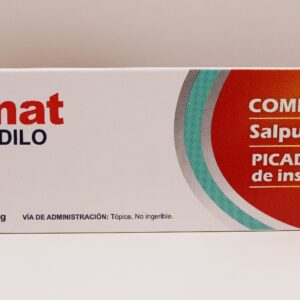 mat
DILO
g
VÍA DE ADMINISTRACIÓN: Tópica. No ingerible.
COM
Salpu
PICAD
de ins